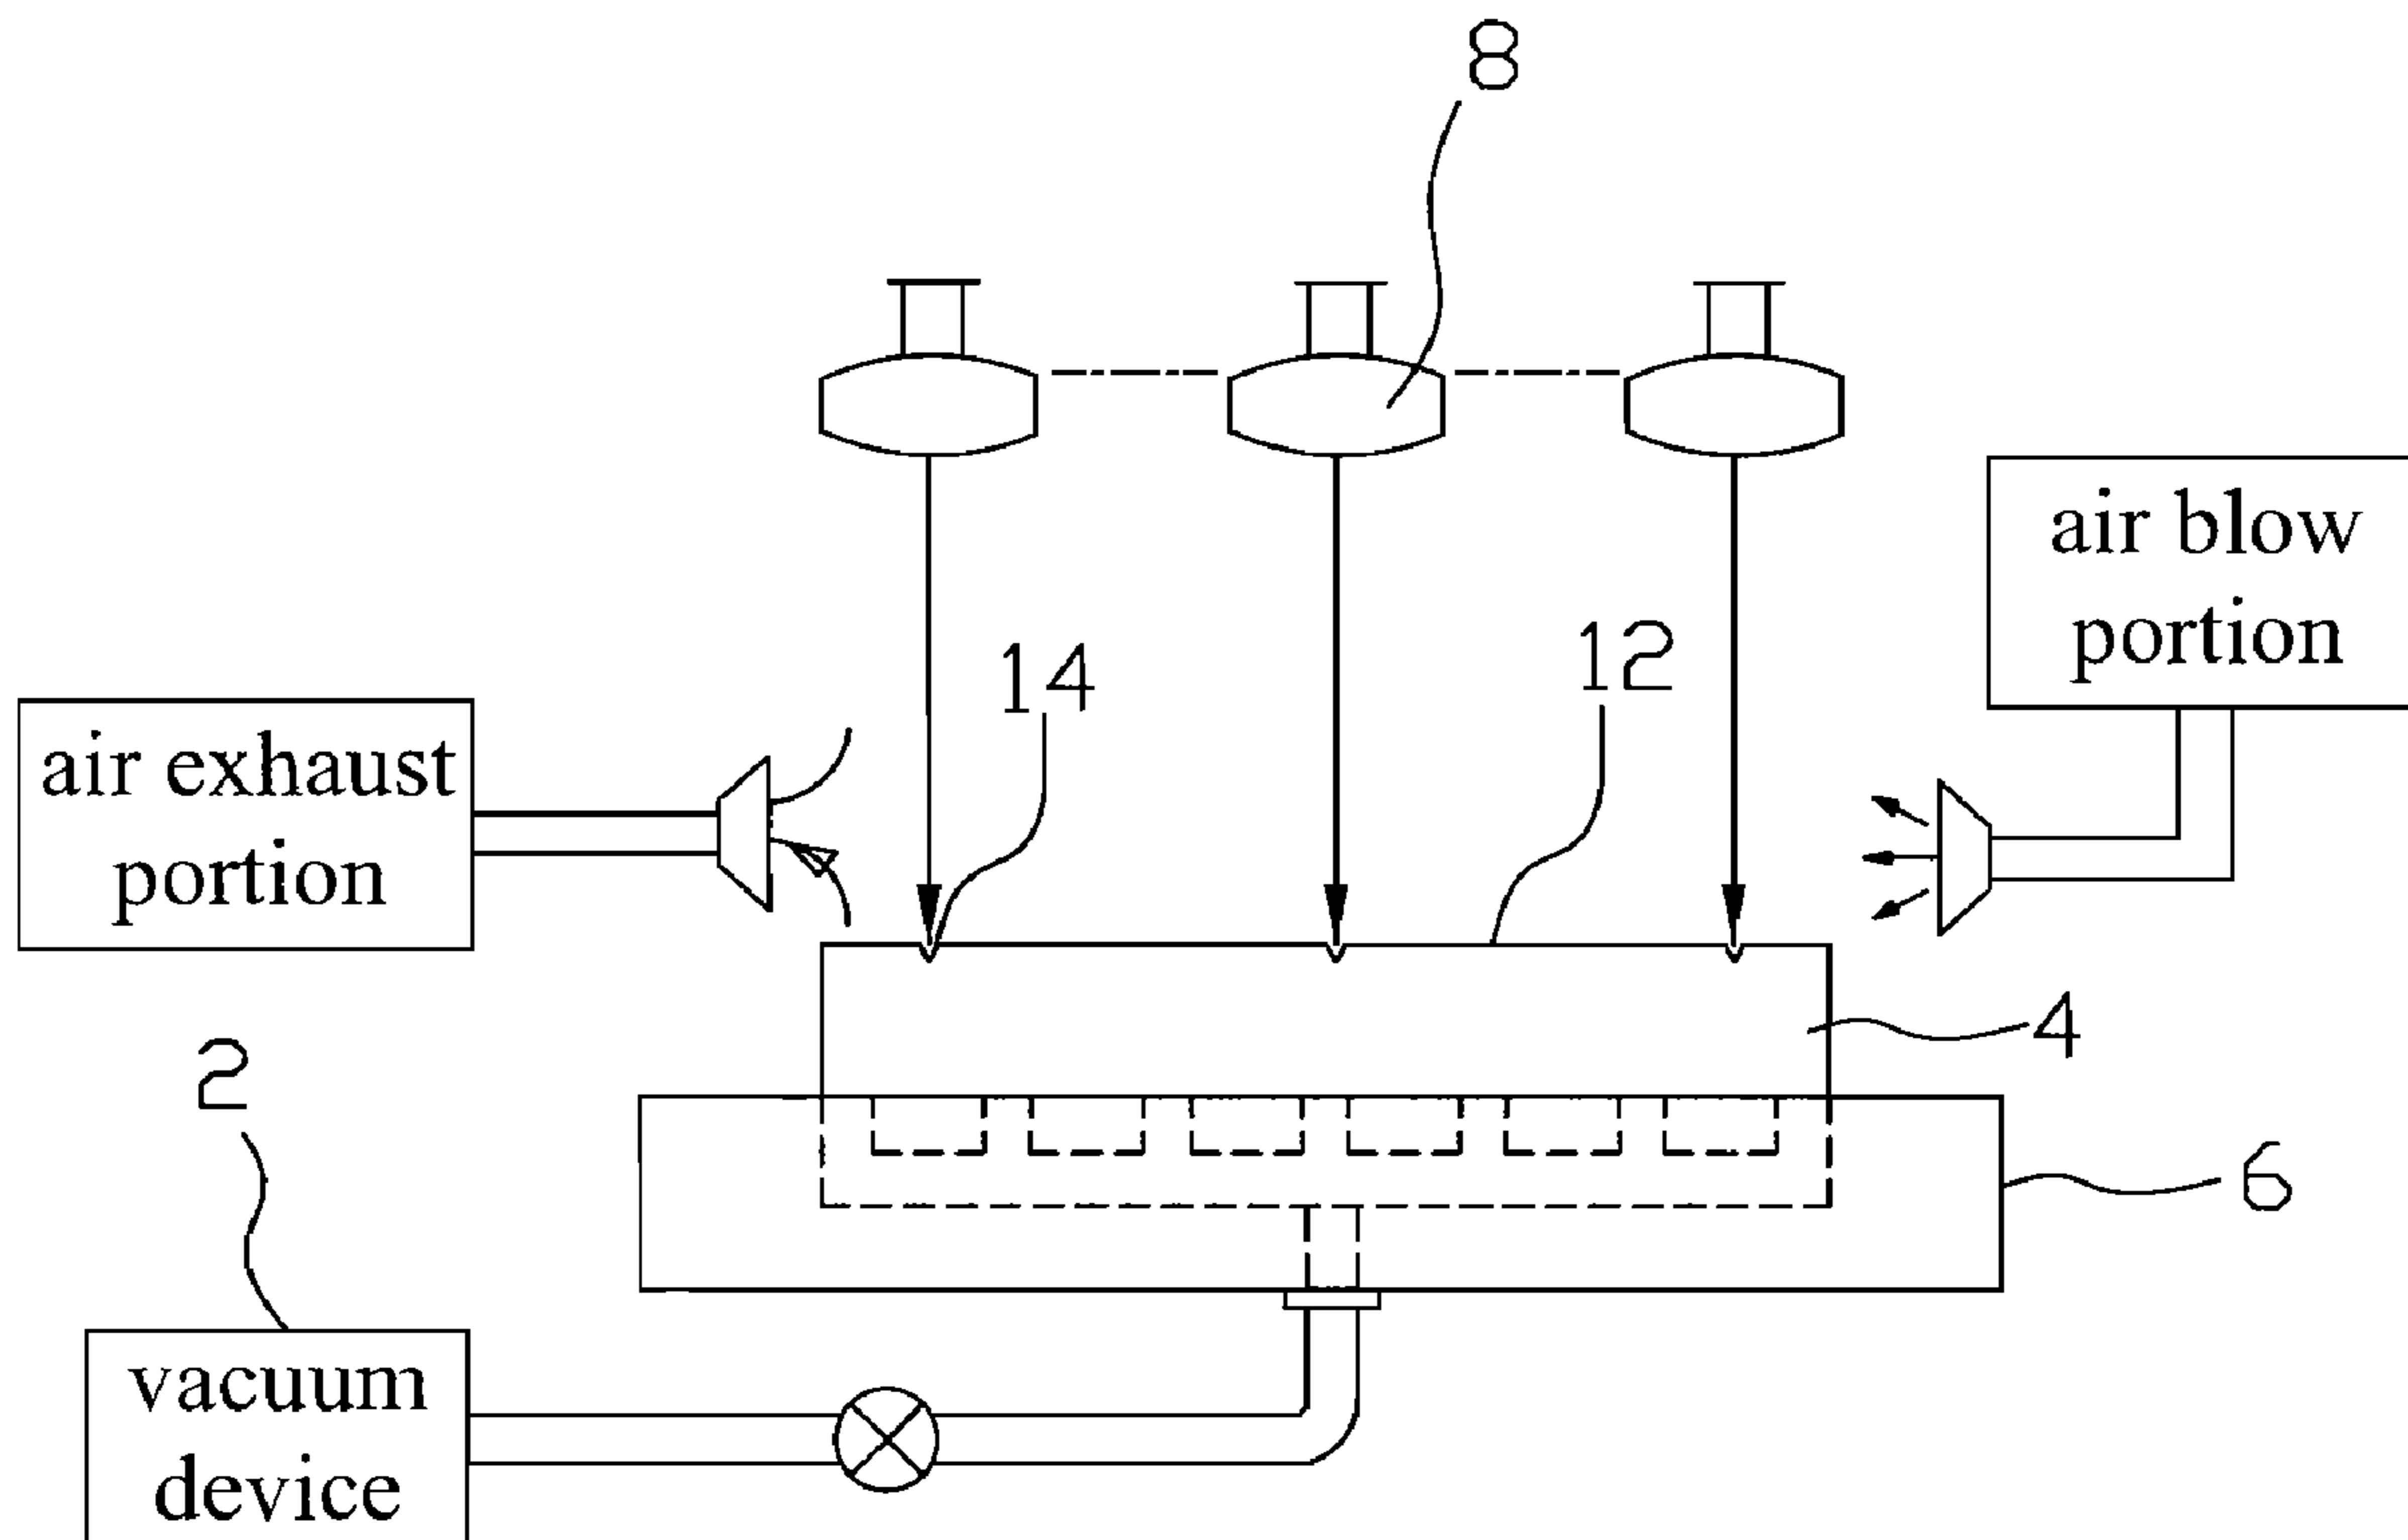 8
air blow
portion
12
14
air exhaust
portion
4
2
6
vacuum
device